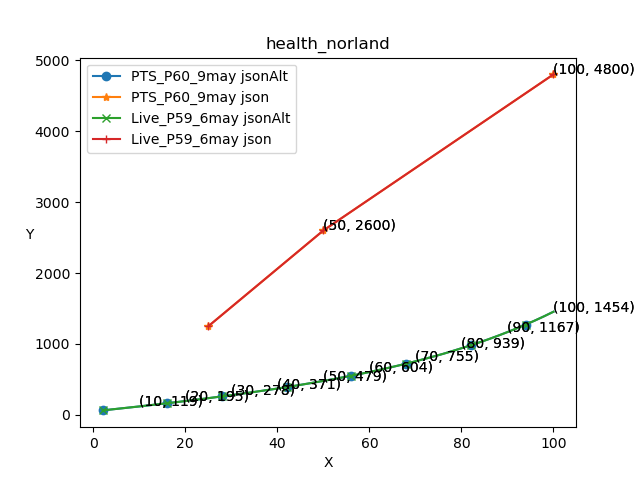 health_norland
PTS_P60_9may jsonAlt
PTS_P60_9may json
Live_P59_6may jsonAlt
Live_P59_6may json
(100, 4800)
(50, 2600)
(100, 1454)
(90, 1167)
(80, 939)
(70, 755)
(60, 604)
(50, 479)
(40, 371)
(30, 278)
(20, 195)
(10, 119)
Y
5000
4000
3000
2000
1000
0
0 20 40 60 80 100
X